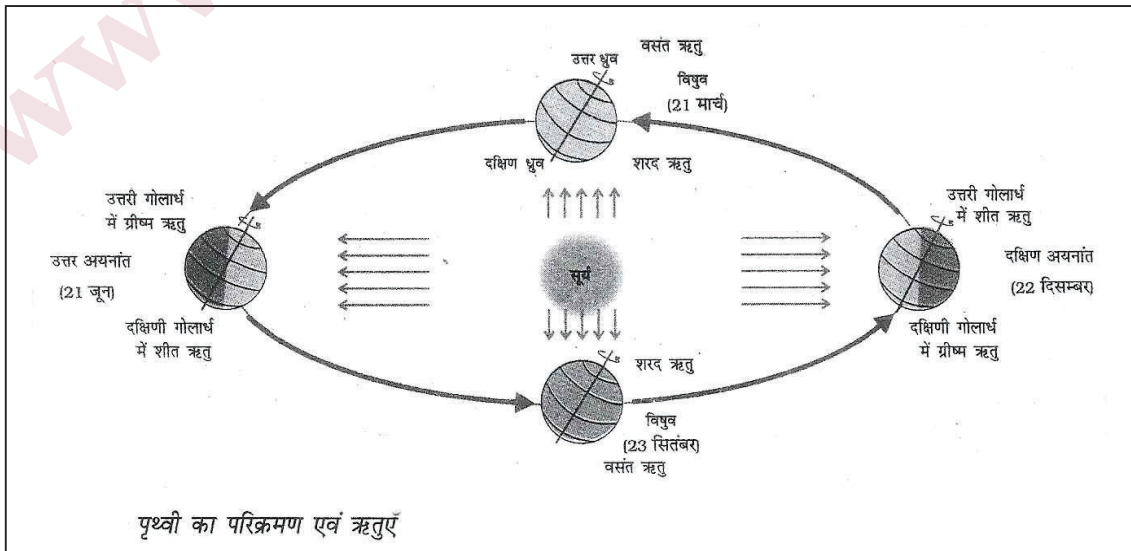 www
उत्तर ध्रुव
वसंत ऋतु
विषुव
(21 मार्च)
दक्षिण ध्रुव
शरद ऋतु
उत्तरी गोलार्ध
में ग्रीष्म ऋतु
उत्तर अयनांत
(21 जून)
दक्षिणी गोलार्ध
में शीत ऋतु
सूर्य
उत्तरी गोलार्ध
में शीत ऋतु
दक्षिण अयनांत
(22 दिसम्बर)
दक्षिणी गोलार्ध
में ग्रीष्म ऋतु
शरद ऋतु
विषुव
(23 सितंबर)
वसंत ऋतु
पृथ्वी का परिक्रमण एवं ऋतुएँ